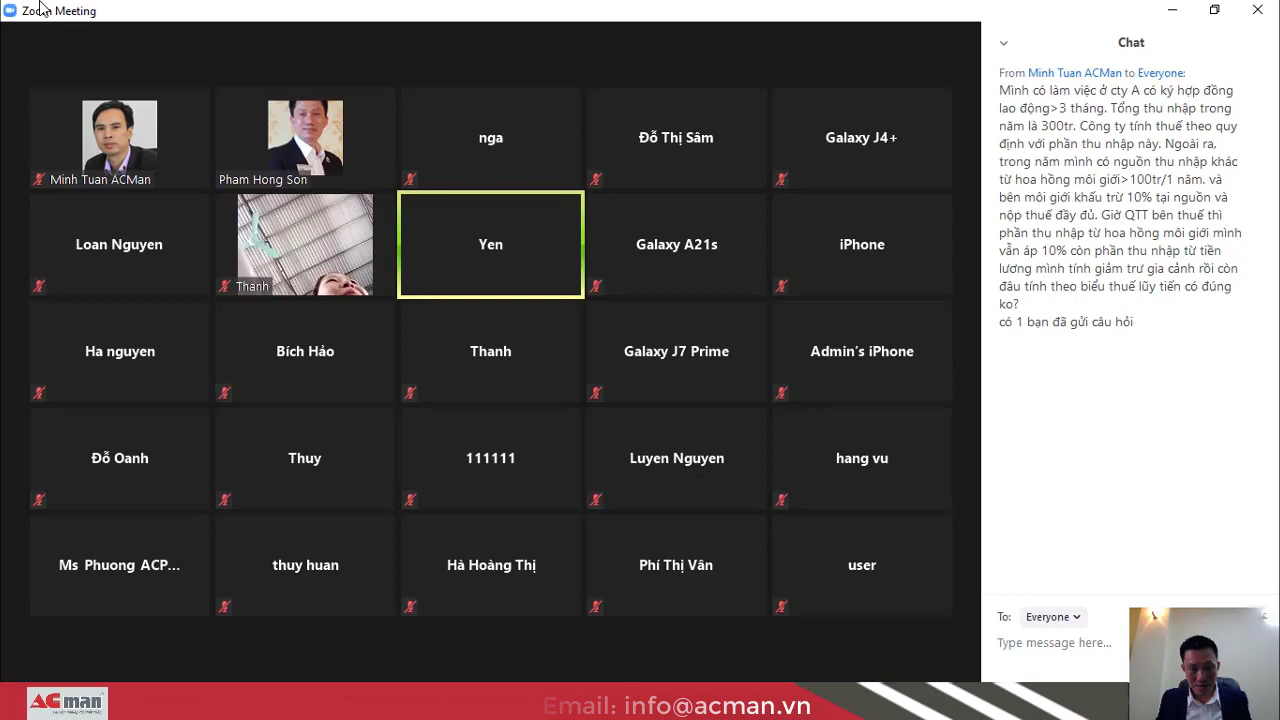 Zoom Meeting
Chat
Minh Tuan ACMan
Pham Hong Son
nga
Đỗ Thị Sâm
Galaxy J4+
Loan Nguyen
Thanh
Yen
Galaxy A21s
iPhone
Ha nguyen
Bích Hảo
Thanh
Galaxy J7 Prime
Admin's iPhone
Đỗ Oanh
Thuy
111111
Luyen Nguyen
hang vu
Ms Phuong ACP...
thuy huan
Hà Hoàng Thị
Phí Thị Vân
user
From Minh Tuan ACMan to Everyone:
Mình có làm việc ở cty A có ký hợp đồng
lao động>3 tháng. Tổng thu nhập trong
năm là 300tr. Công ty tính thuế theo quy
định với phần thu nhập này. Ngoài ra,
trong năm mình có nguồn thu nhập khác
từ hoa hồng môi giới>100tr/1 năm. và
bên môi giới khấu trừ 10% tại nguồn và
nộp thuế đầy đủ. Giờ QTT bên thuế thì
phần thu nhập từ hoa hồng môi giới mình
vẫn áp 10% còn phần thu nhập từ tiền
lương mình tính giảm trư gia cảnh rồi còn
đâu tính theo biểu thuế lũy tiến có đúng
ko?
có 1 bạn đã gửi câu hỏi
To: Everyone
Type message here...
ACman
Email: info@acman.vn